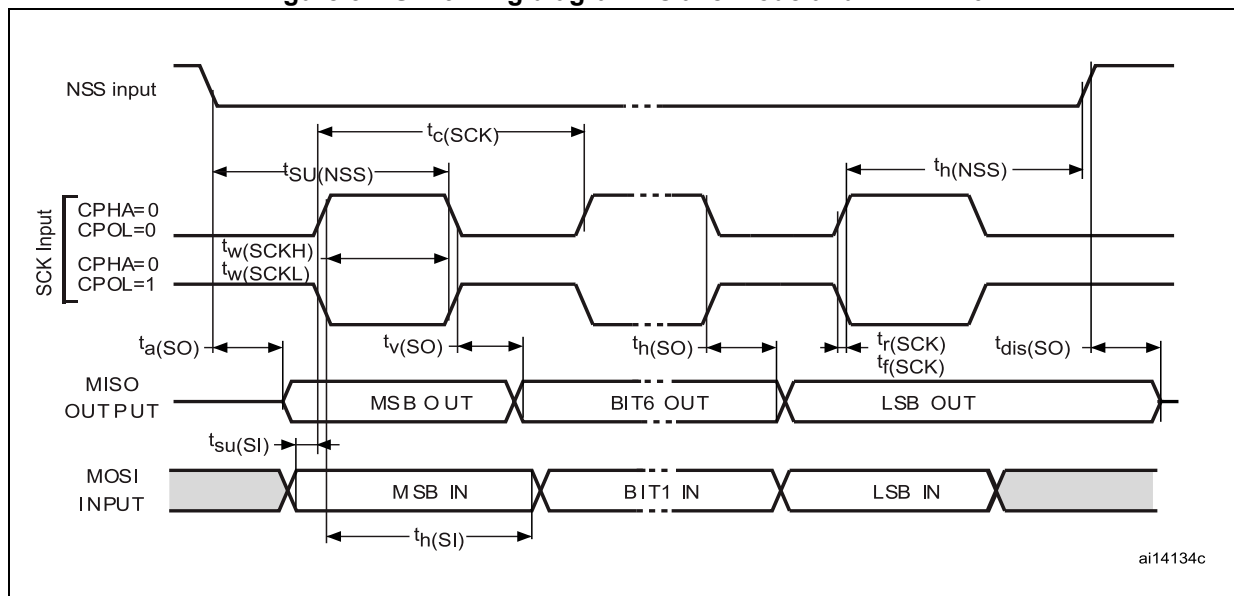 NSS input
tc(SCK)
tSU(NSS)
th(NSS)
SCK Input
CPHA=0
CPOL=0
tw(SCKH)
CPHA=0
tw(SCKL)
CPOL=1
ta(SO)
tv(SO)
th(SO)
tr(SCK)
tf(SCK)
tdis(SO)
MISO
OUTPUT
MSB OUT
BIT6 OUT
LSB OUT
tsu(SI)
MOSI
INPUT
MSB IN
BIT1 IN
LSB IN
th(SI)
ai14134c